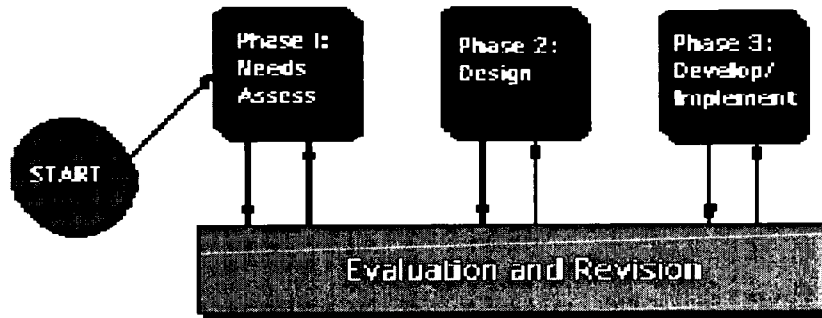 START
Phase 1:
Needs
Assess
Phase 2:
Design
Phase 3:
Develop/
Implement
Evaluation and Revision